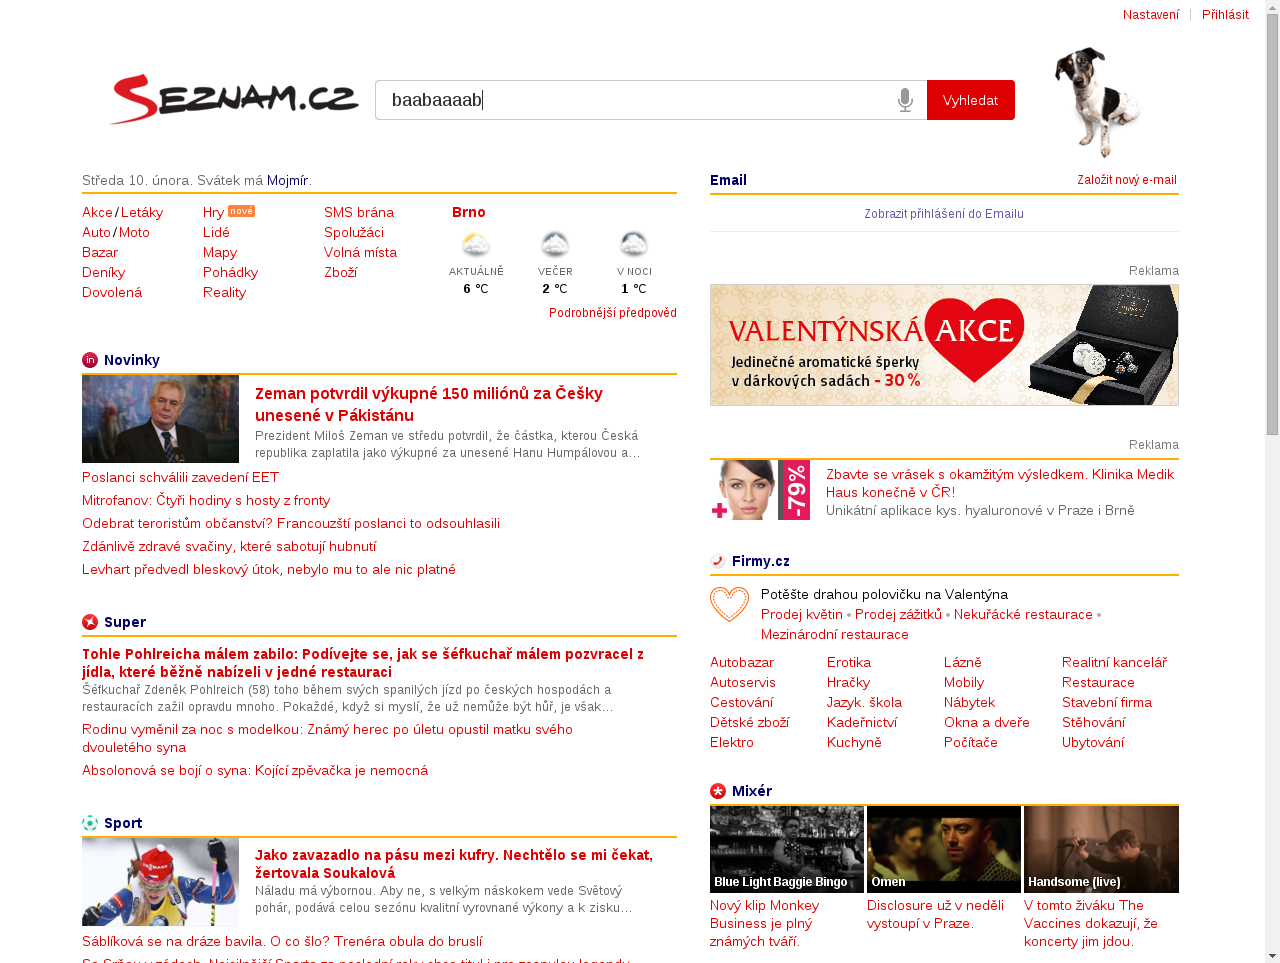 Nastavení
Přihlásit
SEZNAM.CZ
baabaaaab
Vyhledat
Středa 10. února. Svátek má Mojmír.
Akce/Letáky
Auto/Moto
Bazar
Deníky
Dovolená
Hry nové
Lidé
Mapy
Pohádky
Reality
SMS brána
Spolužáci
Volná místa
Zboží
Brno
AKTUÁLNĚ
6 °C
VEČER
2 °C
V NOCI
1 °C
Podrobnější předpověd
in Novinky
Zeman potvrdil výkupné 150 miliónů za Češky
unesené v Pákistánu
Prezident Miloš Zeman ve středu potvrdil, že částka, kterou Česká
republika zaplatila jako výkupné za unesené Hanu Humpálovou a…
Poslanci schválili zavedení EET
Mitrofanov: Čtyři hodiny s hosty z fronty
Odebrat teroristům občanství? Francouzští poslanci to odsouhlasili
Zdánlivě zdravé svačiny, které sabotují hubnutí
Levhart předvedl bleskový útok, nebylo mu to ale nic platné
Super
Tohle Pohlreicha málem zabilo: Podívejte se, jak se šéfkuchař málem pozvracel z
jídla, které běžně nabízeli v jedné restauraci
Šéfkuchař Zdeněk Pohlreich (58) toho během svých spanilých jízd po českých hospodách a
restauracích zažil opravdu mnoho. Pokaždé, když si myslí, že už nemůže být hůř, je však…
Rodinu vyměnil za noc s modelkou: Známý herec po úletu opustil matku svého
dvouletého syna
Absolonová se bojí o syna: Kojící zpěvačka je nemocná
Sport
Jako zavazadlo na pásu mezi kufry. Nechtělo se mi čekat,
žertovala Soukalová
Náladu má výbornou. Aby ne, s velkým náskokem vede Světový
pohár, podává celou sezónu kvalitní vyrovnané výkony a k zisku…
Sáblíková se na dráze bavila. O co šlo? Trenéra obula do bruslí
Email
Založit nový e-mail
Zobrazit přihlášení do Emailu
Reklama
VALENTÝNSKÁ AKCE
Jedinečné aromatické šperky
v dárkových sadách - 30 %
Reklama
-79%
Zbavte se vrásek s okamžitým výsledkem. Klinika Medik
Haus konečně v ČR!
Unikátní aplikace kys. hyaluronové v Praze i Brně
Firmy.cz
Potěšte drahou polovičku na Valentýna
Prodej květin • Prodej zážitků • Nekuřácké restaurace •
Mezinárodní restaurace
Autobazar
Autoservis
Cestování
Dětské zboží
Elektro
Erotika
Hračky
Jazyk. škola
Kadeřnictví
Kuchyně
Lázně
Mobily
Nábytek
Okna a dveře
Počítače
Realitní kancelář
Restaurace
Stavební firma
Stěhování
Ubytování
Mixér
Blue Light Baggie Bingo
Nový klip Monkey
Business je plný
známých tváří.
Omen
Disclosure už v neděli
vystoupí v Praze.
Handsome (live)
V tomto živáku The
Vaccines dokazují, že
koncerty jim jdou.